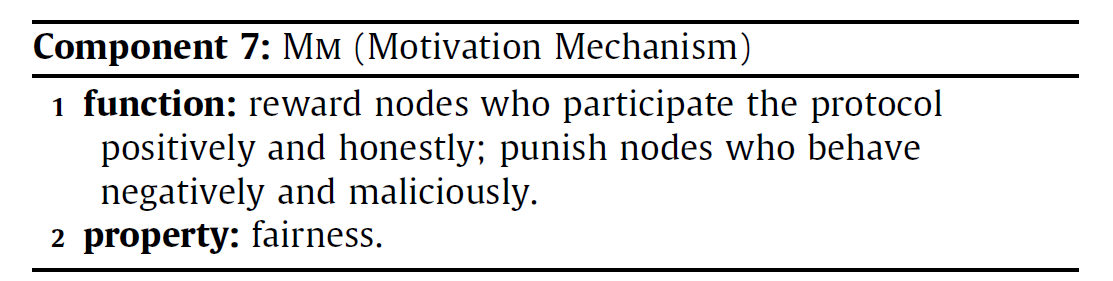 Component 7: MM (Motivation Mechanism)
1 function: reward nodes who participate the protocol
positively and honestly; punish nodes who behave
negatively and maliciously.
2 property: fairness.